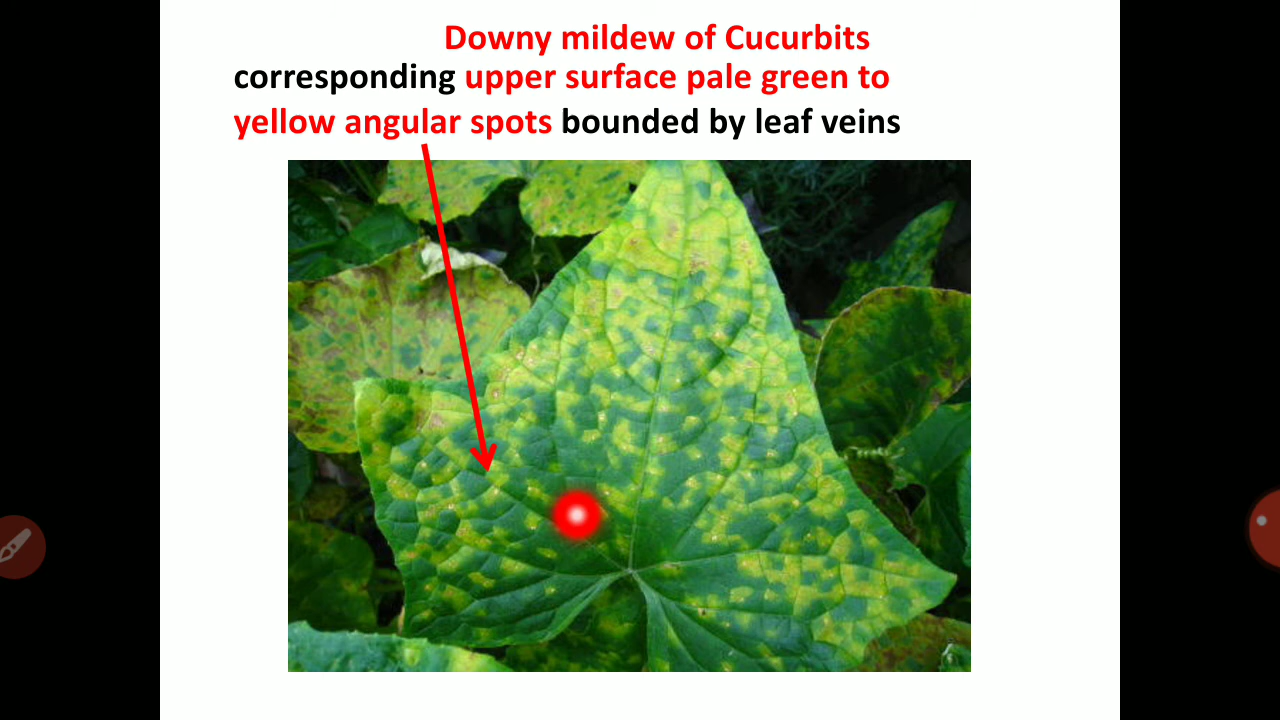 Downy mildew of Cucurbits
corresponding upper surface pale green to
yellow angular spots bounded by leaf veins